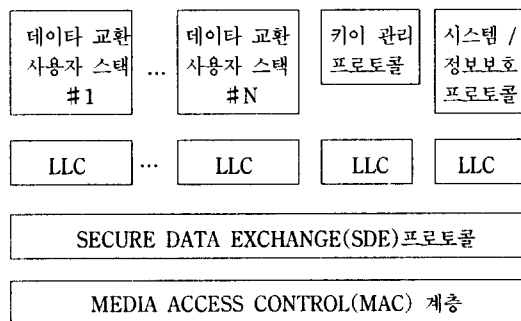 데이타 교환
사용자 스택
#1
...
데이타 교환
사용자 스택
#N
키이 관리
프로토콜
시스템 /
정보보호
프로토콜
LLC ... LLC LLC LLC
SECURE DATA EXCHANGE(SDE)프로토콜
MEDIA ACCESS CONTROL(MAC) 계층